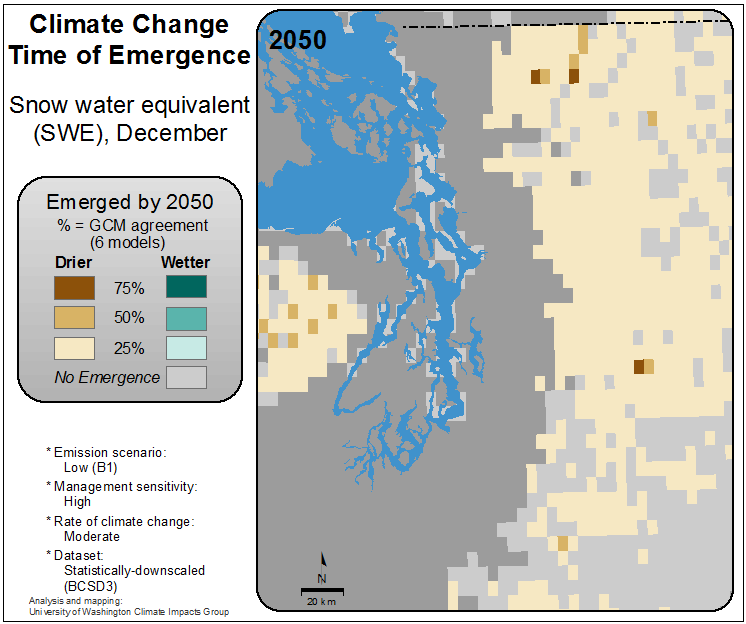 Climate Change
Time of Emergence
Snow water equivalent
(SWE), December
Emerged by 2050
% = GCM agreement
(6 models)
Drier Wetter
75%
50%
25%
No Emergence
* Emission scenario:
Low (B1)
* Management sensitivity:
High
* Rate of climate change:
Moderate
* Dataset:
Statistically-downscaled
(BCSD3)
Analysis and mapping:
University of Washington Climate Impacts Group
2050
N
20 km